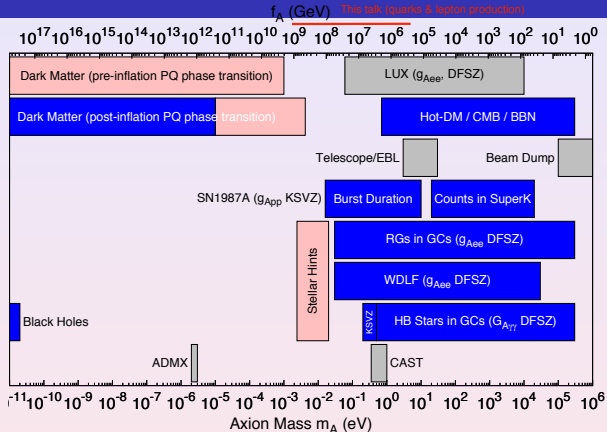 f_A (GeV) This talk (quarks & lepton production)
10^17 10^16 10^15 10^14 10^13 10^12 10^11 10^10 10^9 10^8 10^7 10^6 10^5 10^4 10^3 10^2 10^1 10^0
Dark Matter (pre-inflation PQ phase transition) LUX (g_Aee, DFSZ)
Dark Matter (post-inflation PQ phase transition) Hot-DM / CMB / BBN
Telescope/EBL Beam Dump
SN1987A (g_App KSVZ) Burst Duration Counts in SuperK
RGs in GCs (g_Aee DFSZ)
Stellar Hints
WDLF (g_Aee DFSZ)
Black Holes KSVZ HB Stars in GCs (G_Aγγ DFSZ)
ADMX CAST
-11 10^-10 10^-9 10^-8 10^-7 10^-6 10^-5 10^-4 10^-3 10^-2 10^-1 10^0 10^1 10^2 10^3 10^4 10^5 10^6
Axion Mass m_A (eV)